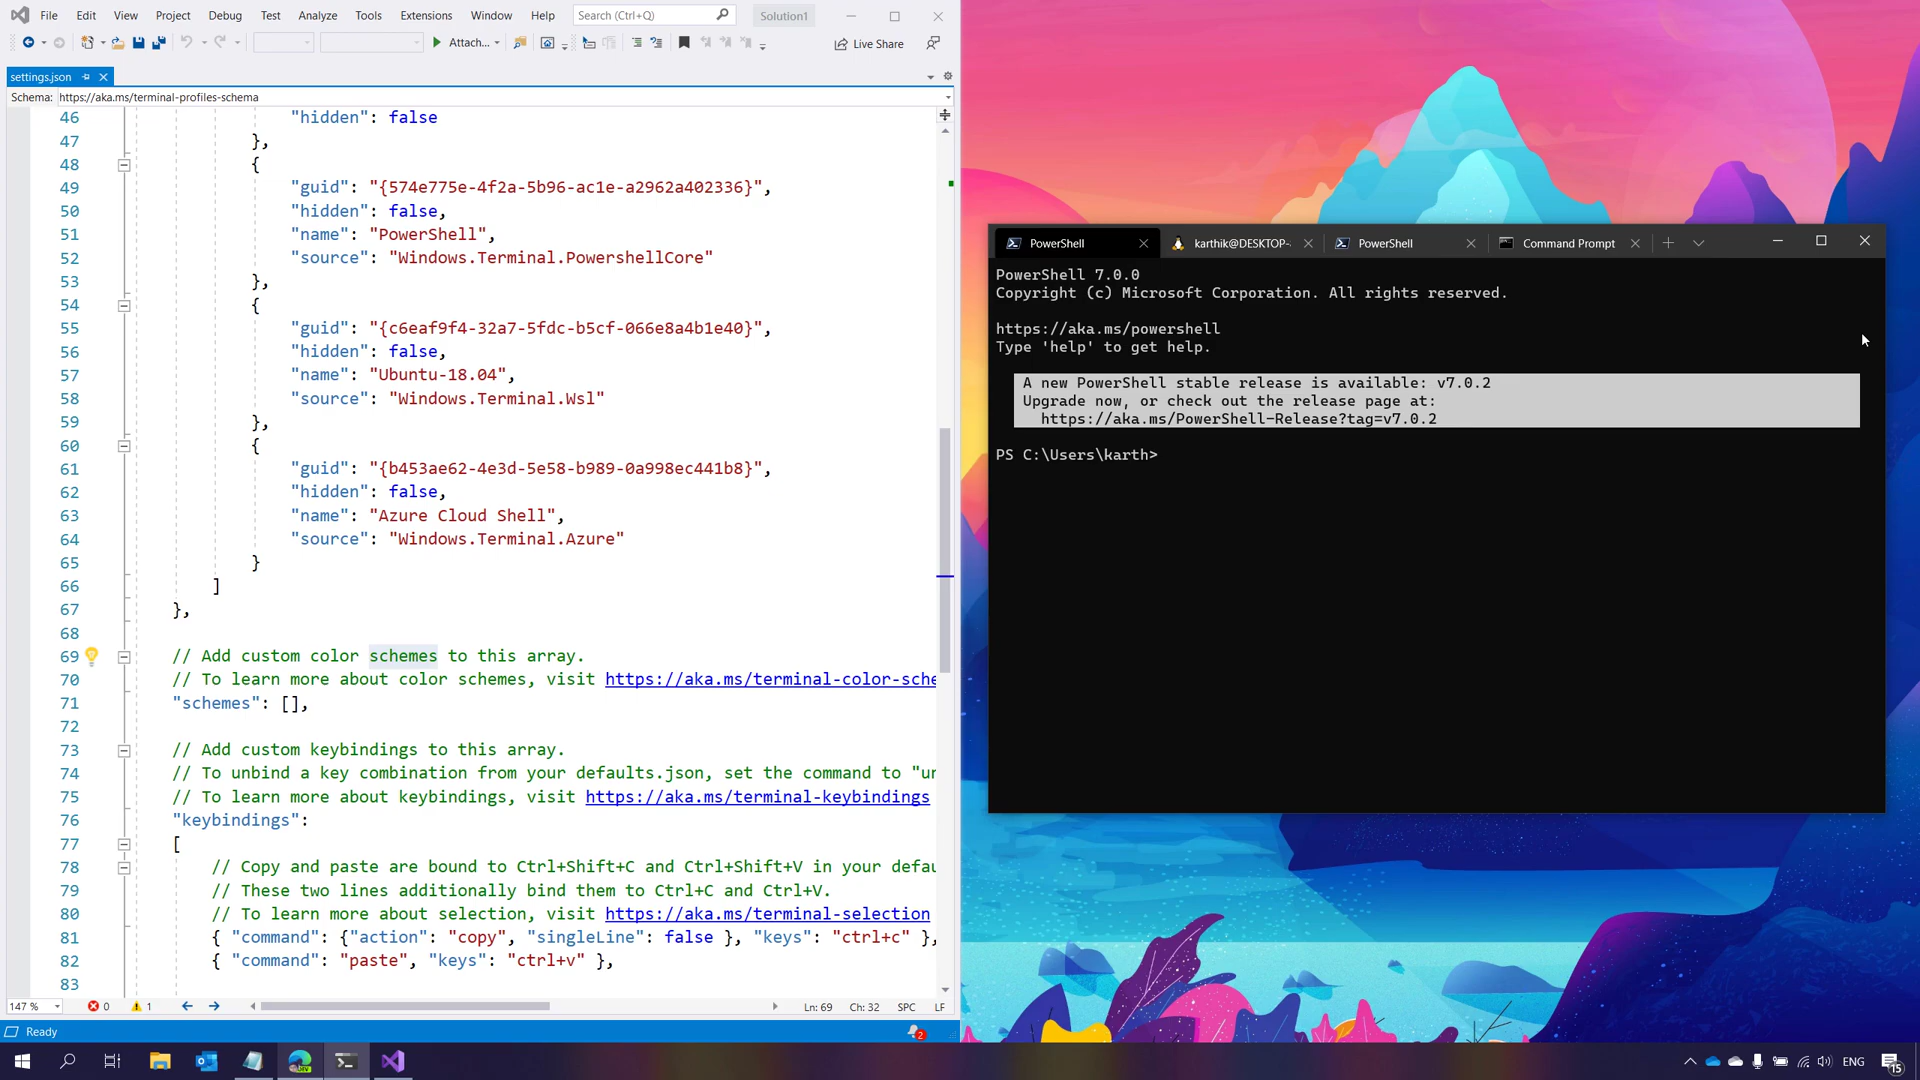 File Edit View Project Debug Test Analyze Tools Extensions Window Help Search (Ctrl+Q) Solution1
Attach... Live Share
settings.json
Schema: https://aka.ms/terminal-profiles-schema
46 "hidden": false
47 },
48 {
49 "guid": "{574e775e-4f2a-5b96-ac1e-a2962a402336}",
50 "hidden": false,
51 "name": "PowerShell",
52 "source": "Windows.Terminal.PowershellCore"
53 },
54 {
55 "guid": "{c6eaf9f4-32a7-5fdc-b5cf-066e8a4b1e40}",
56 "hidden": false,
57 "name": "Ubuntu-18.04",
58 "source": "Windows.Terminal.Wsl"
59 },
60 {
61 "guid": "{b453ae62-4e3d-5e58-b989-0a998ec441b8}",
62 "hidden": false,
63 "name": "Azure Cloud Shell",
64 "source": "Windows.Terminal.Azure"
65 }
66 ]
67 },
68
69 // Add custom color schemes to this array.
70 // To learn more about color schemes, visit https://aka.ms/terminal-color-sche
71 "schemes": [],
72
73 // Add custom keybindings to this array.
74 // To unbind a key combination from your defaults.json, set the command to "un
75 // To learn more about keybindings, visit https://aka.ms/terminal-keybindings
76 "keybindings":
77 [
78 // Copy and paste are bound to Ctrl+Shift+C and Ctrl+Shift+V in your defau
79 // These two lines additionally bind them to Ctrl+C and Ctrl+V.
80 // To learn more about selection, visit https://aka.ms/terminal-selection
81 { "command": {"action": "copy", "singleLine": false }, "keys": "ctrl+c" },
82 { "command": "paste", "keys": "ctrl+v" },
83
147 % 0 1 Ln: 69 Ch: 32 SPC LF
Ready 2
PowerShell karthik@DESKTOP- PowerShell Command Prompt
PowerShell 7.0.0
Copyright (c) Microsoft Corporation. All rights reserved.
https://aka.ms/powershell
Type 'help' to get help.
A new PowerShell stable release is available: v7.0.2
Upgrade now, or check out the release page at:
https://aka.ms/PowerShell-Release?tag=v7.0.2
PS C:\Users\karth>
ENG 15